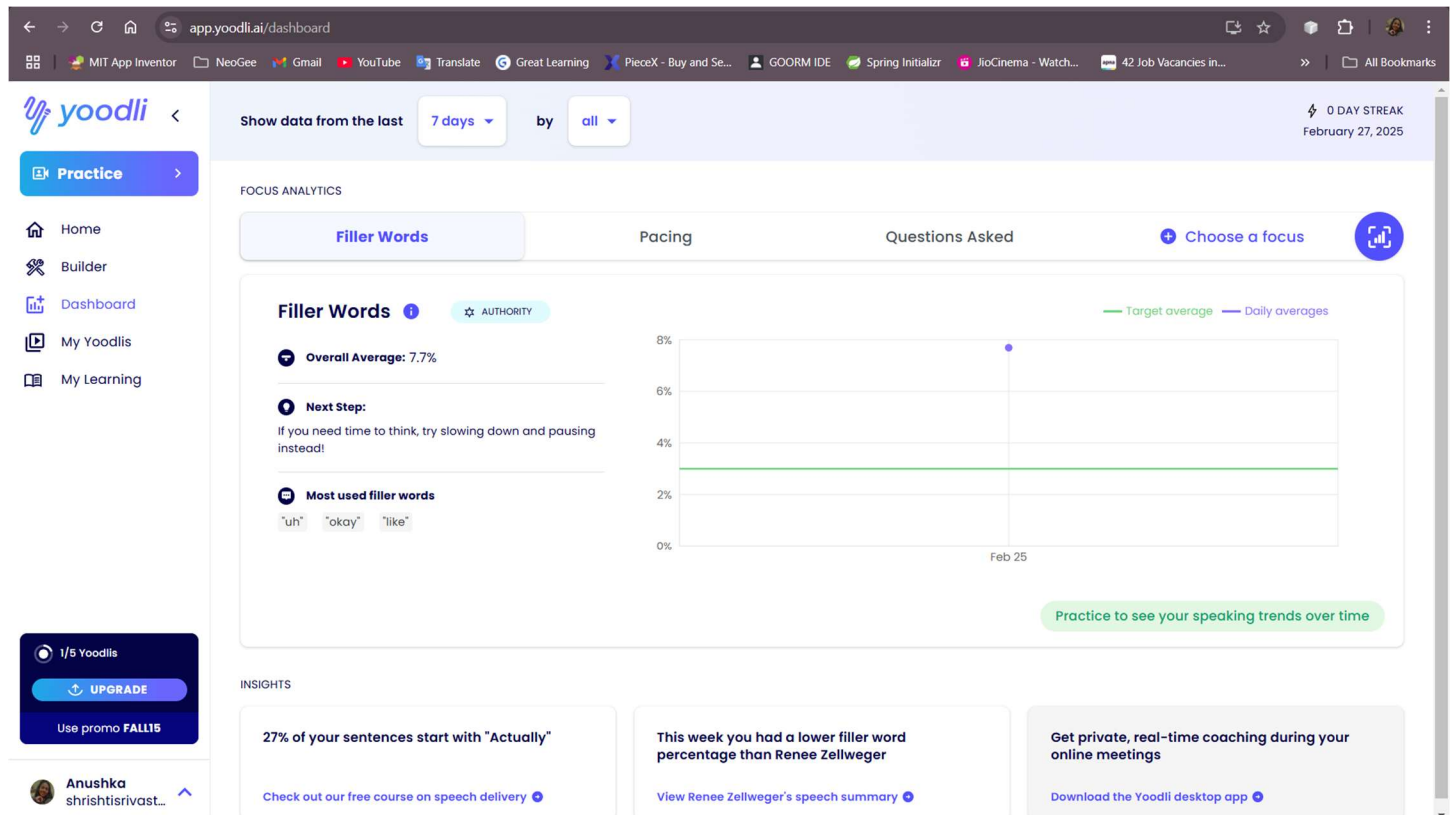 app.yoodli.ai/dashboard
MIT App Inventor NeoGee Gmail YouTube Translate Great Learning PieceX - Buy and Se... GOORM IDE Spring Initializr JioCinema - Watch... 42 Job Vacancies in... » All Bookmarks
yoodli
Practice
Home
Builder
Dashboard
My Yoodlis
My Learning
1/5 Yoodlis
UPGRADE
Use promo FALL15
Anushka
shrishtisrivast...
Show data from the last 7 days by all
0 DAY STREAK
February 27, 2025
FOCUS ANALYTICS
Filler Words Pacing Questions Asked Choose a focus
Filler Words AUTHORITY
Overall Average: 7.7%
Next Step:
If you need time to think, try slowing down and pausing
instead!
Most used filler words
"uh" "okay" "like"
Target average Daily averages
8%
6%
4%
2%
0%
Feb 25
Practice to see your speaking trends over time
INSIGHTS
27% of your sentences start with "Actually"
Check out our free course on speech delivery
This week you had a lower filler word
percentage than Renee Zellweger
View Renee Zellweger's speech summary
Get private, real-time coaching during your
online meetings
Download the Yoodli desktop app